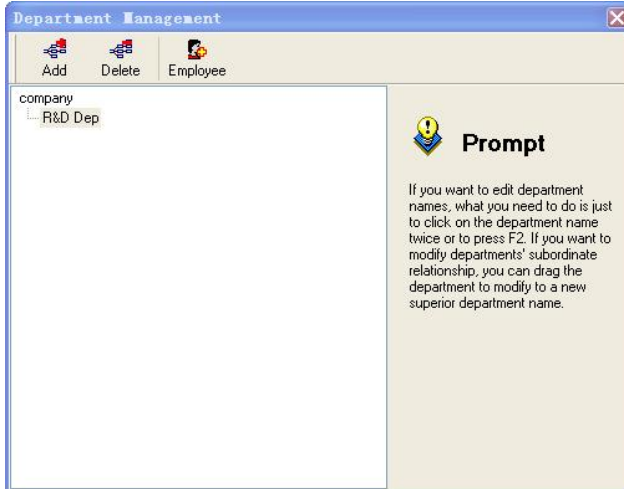 Department Management
Add Delete Employee
company
R&D Dep
Prompt
If you want to edit department
names, what you need to do is just
to click on the department name
twice or to press F2. If you want to
modify departments' subordinate
relationship, you can drag the
department to modify to a new
superior department name.